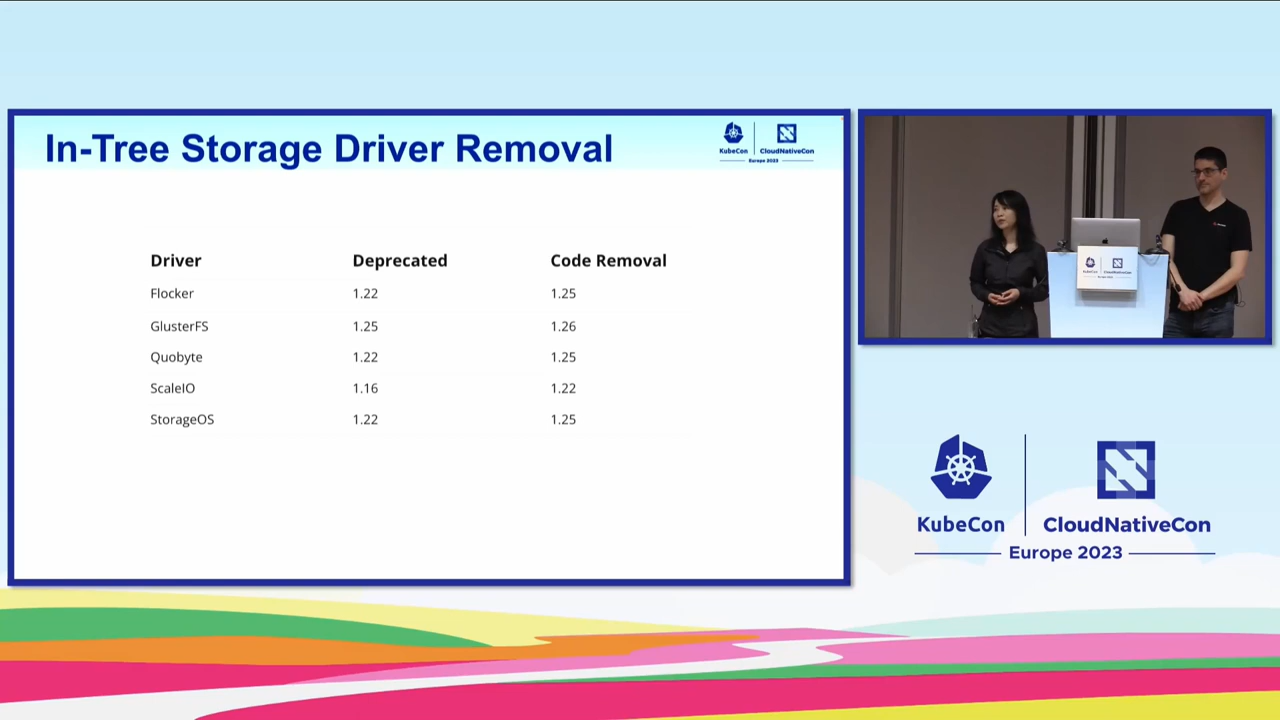 In-Tree Storage Driver Removal
KubeCon CloudNativeCon
Europe 2023
Driver Deprecated Code Removal
Flocker 1.22 1.25
GlusterFS 1.25 1.26
Quobyte 1.22 1.25
ScaleIO 1.16 1.22
StorageOS 1.22 1.25
KubeCon CloudNativeCon
Europe 2023